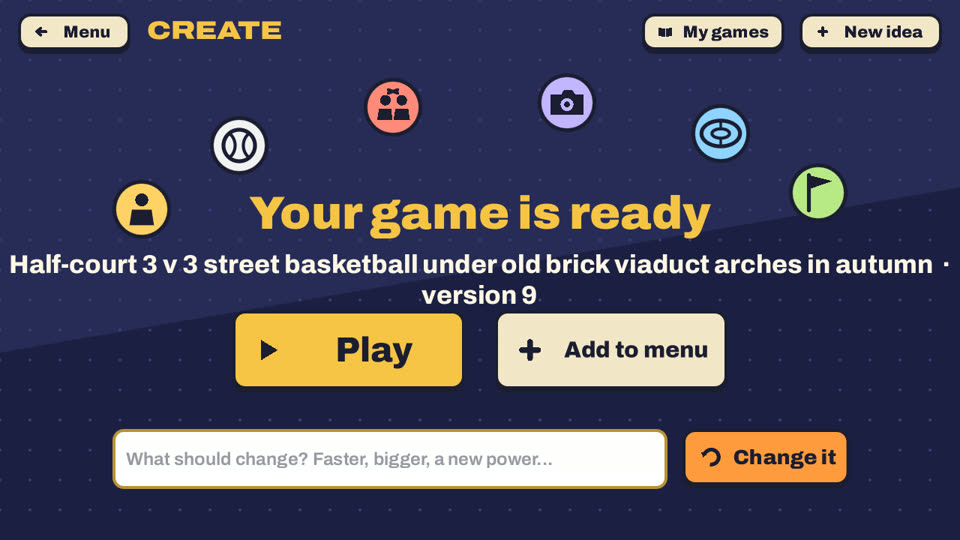 Menu
CREATE
My games
New idea
Your game is ready
Half-court 3 v 3 street basketball under old brick viaduct arches in autumn ·
version 9
Play
Add to menu
What should change? Faster, bigger, a new power...
Change it